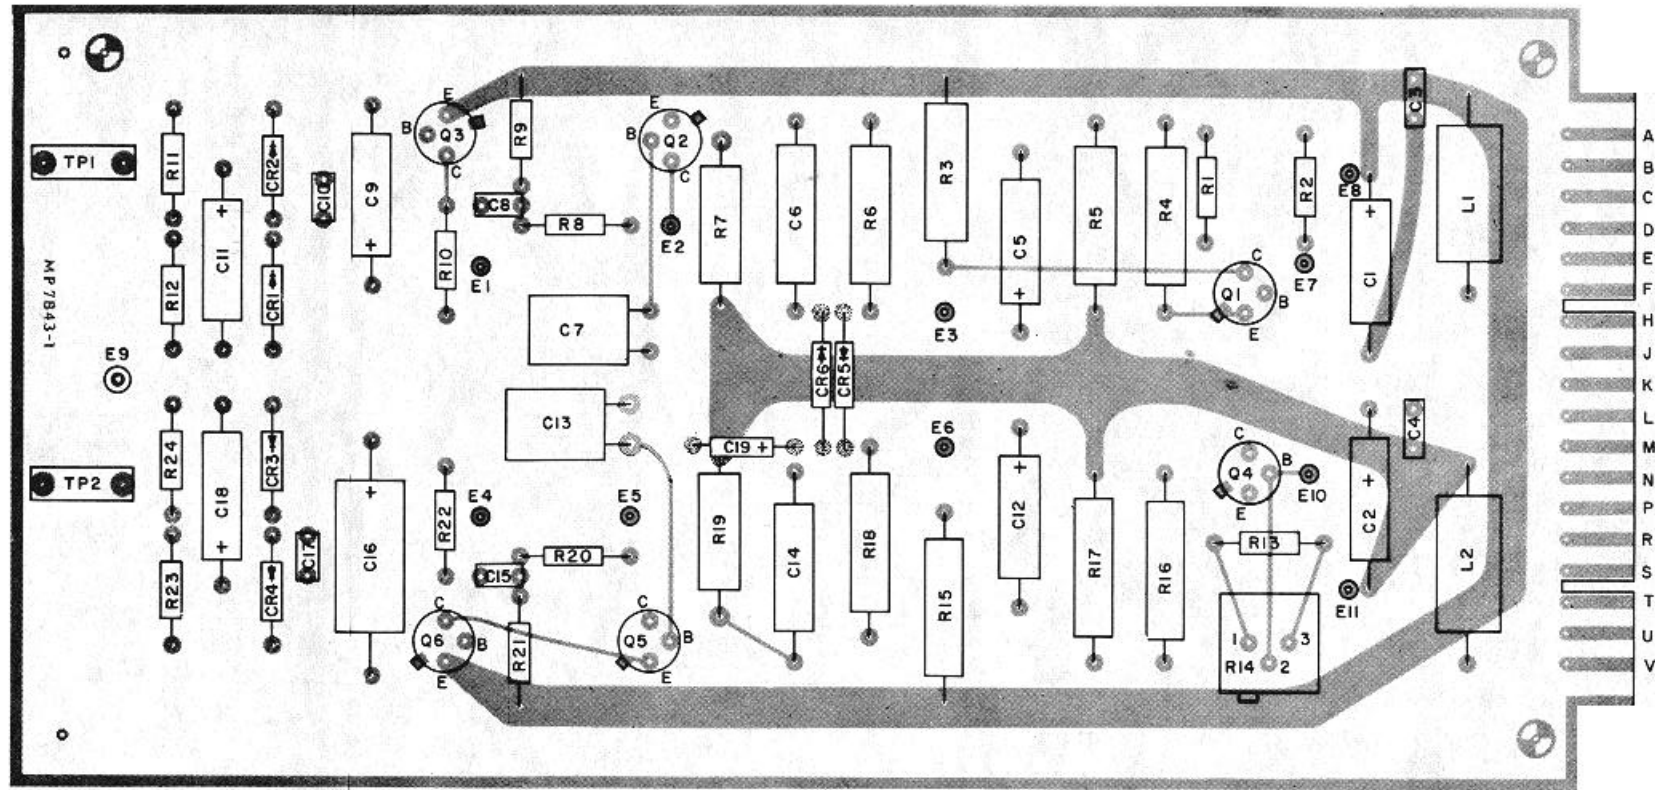 E
B
Q3
C
E
B
Q2
C
TP1
R11
CR2
C10
C9
+
R9
C8
R8
R7
C6
R6
R3
C5
+
R5
R4
R1
R2
E8
C3
+
C1
L1
A
B
C
D
E
F
H
J
K
L
M
N
P
R
S
T
U
V
+
C11
R12
CR1
R10
E1
E2
E7
C
Q1
B
E
MP 7843-1
E9
C7
E3
CR6
CR5
C13
C19 +
E6
C4
R24
CR3
C
Q4
B
E
E10
TP2
C18
+
R22
E4
E5
+
C16
R19
C14
R18
+
C12
R17
R16
R13
+
C2
L2
C17
R20
C15
R23
CR4
R15
E11
C
Q6
B
E
R21
C
Q5
B
E
1
3
R14
2